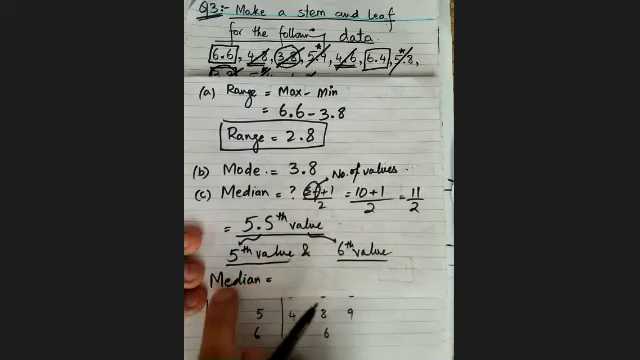 Q3:- Make a stem and leaf
for the follow data.
6.6, 4.8, 3.8, 5.9, 4.6, 6.4, 5.8,
(a) Range = Max - Min
= 6.6 - 3.8
Range = 2.8
(b) Mode. = 3.8 No. of values.
(c) Median = ? Σf+1/2 = 10+1/2 = 11/2
= 5.5th value
5th value & 6th value
Median =
5 | 4 8 9
6 | 6